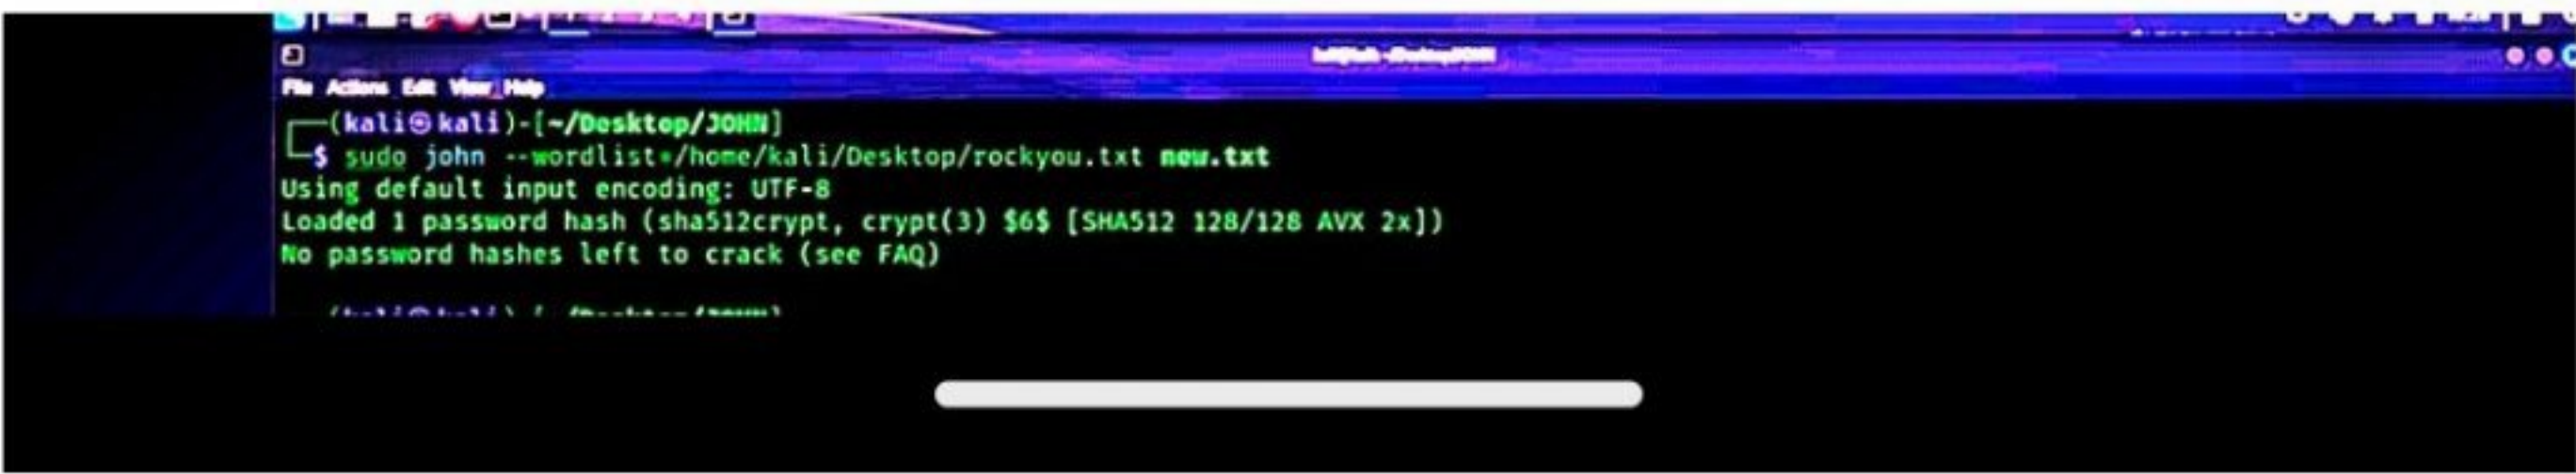 File Actions Edit View Help
(kali㉿kali)-[~/Desktop/JOHN]
$ sudo john --wordlist=/home/kali/Desktop/rockyou.txt new.txt
Using default input encoding: UTF-8
Loaded 1 password hash (sha512crypt, crypt(3) $6$ [SHA512 128/128 AVX 2x])
No password hashes left to crack (see FAQ)